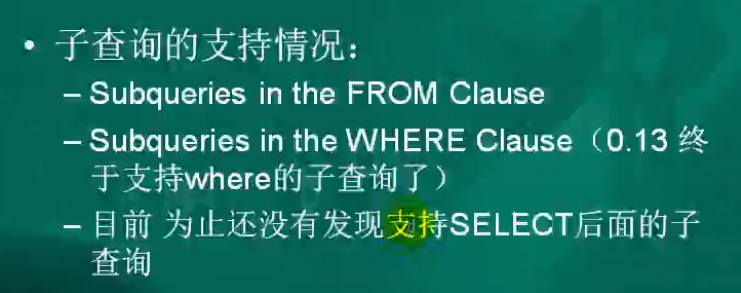 • 子查询的支持情况：
– Subqueries in the FROM Clause
– Subqueries in the WHERE Clause（0.13 终
于支持where的子查询了）
– 目前 为止还没有发现支持SELECT后面的子
查询